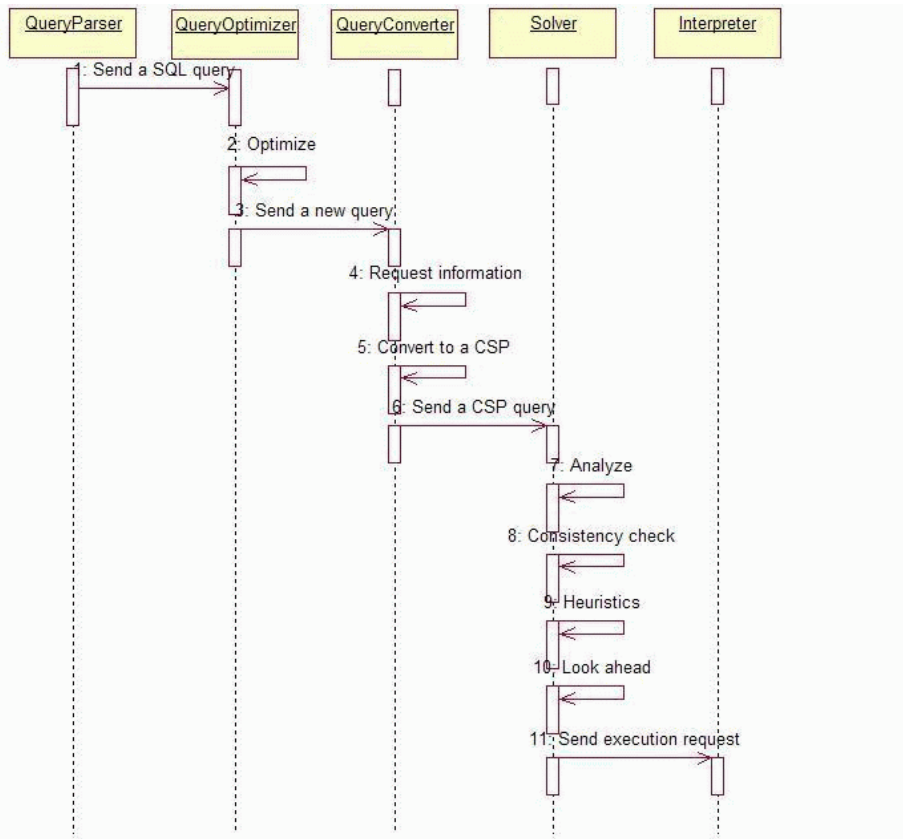 QueryParser
QueryOptimizer
QueryConverter
Solver
Interpreter
1: Send a SQL query
2: Optimize
3: Send a new query
4: Request information
5: Convert to a CSP
6: Send a CSP query
7: Analyze
8: Consistency check
9: Heuristics
10: Look ahead
11: Send execution request